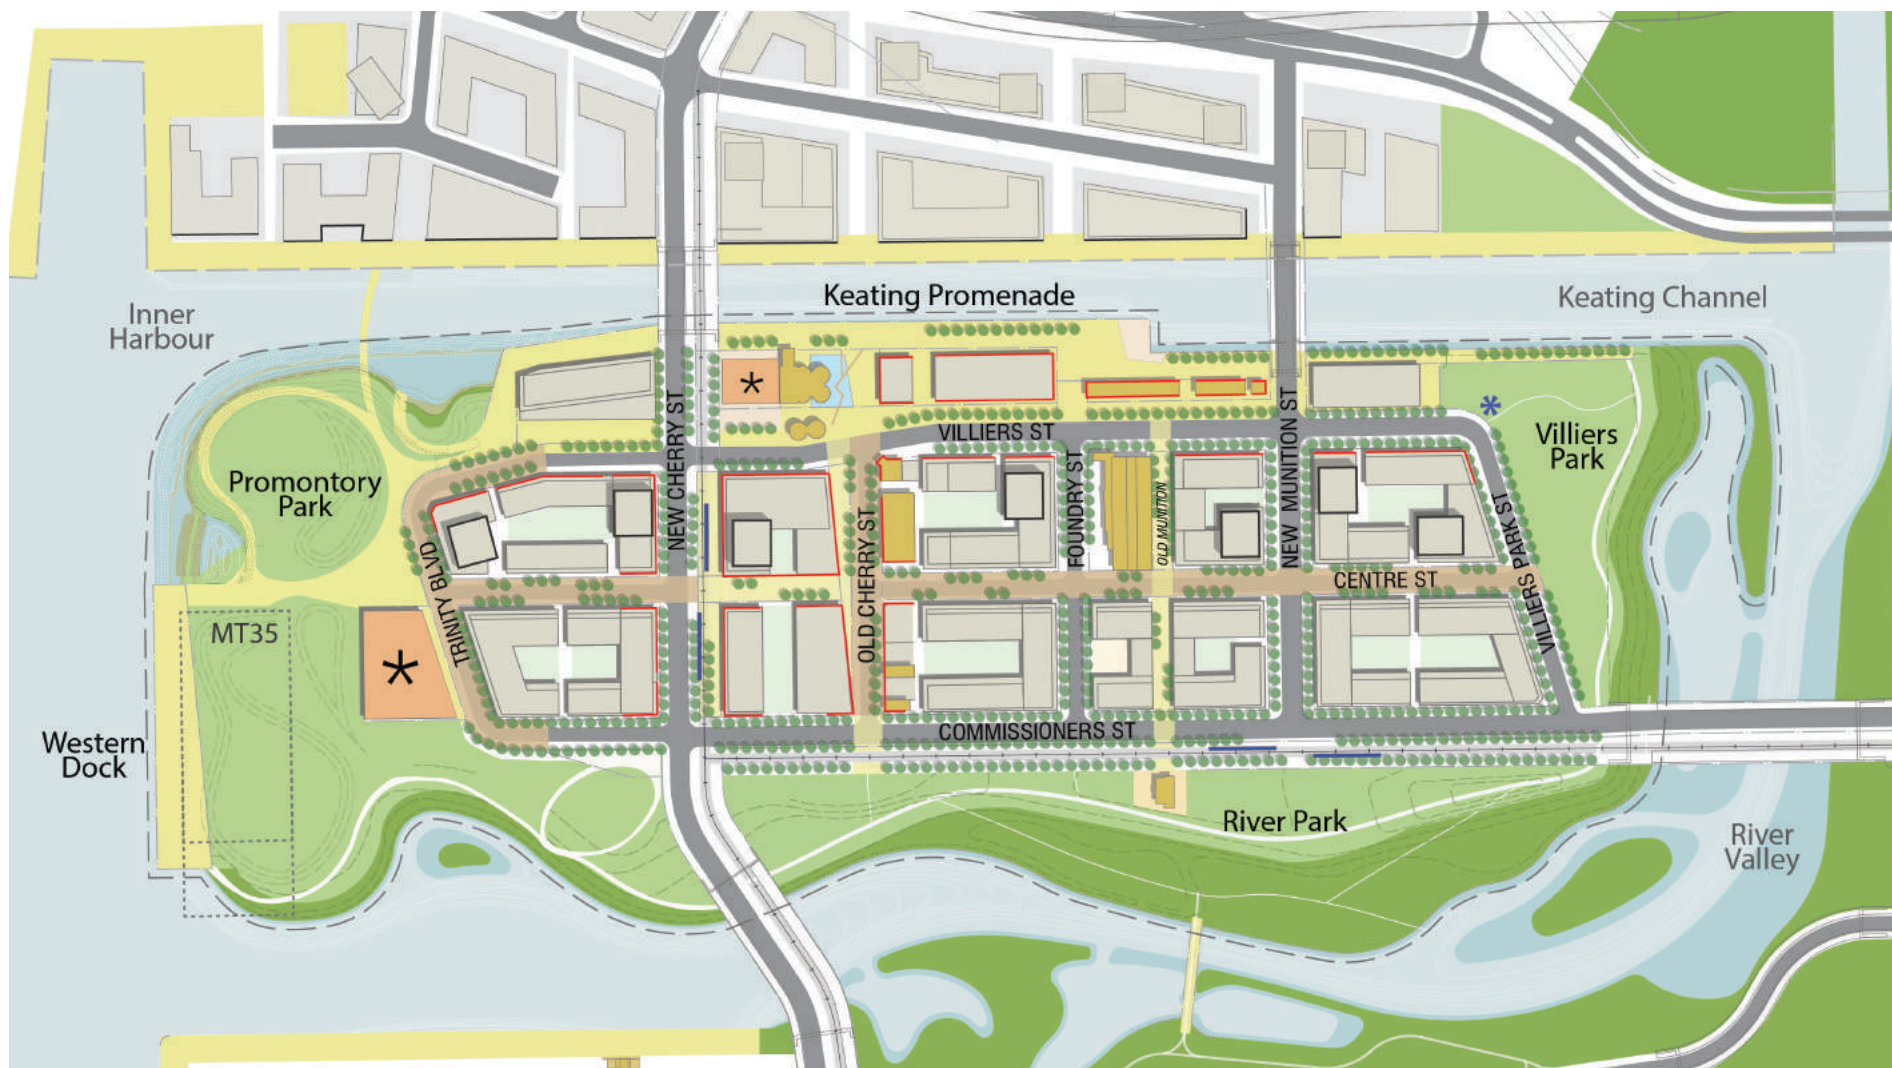 Keating Promenade
Keating Channel
Inner
Harbour
VILLIERS ST
NEW CHERRY ST
NEW MUNITION ST
Villiers
Park
Promontory
Park
FOUNDRY ST
OLD MUNITION
OLD CHERRY ST
VILLIERS PARK ST
TRINITY BLVD
CENTRE ST
MT35
*
*
*
COMMISSIONERS ST
Western
Dock
River Park
River
Valley